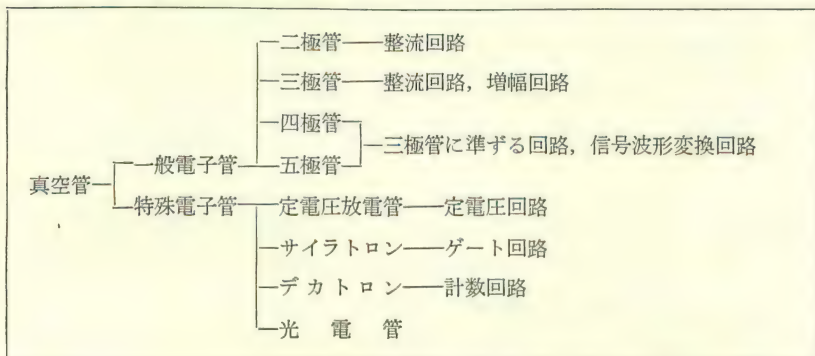 二極管——整流回路
三極管——整流回路，増幅回路
四極管
三極管に準ずる回路，信号波形変換回路
一般電子管
五極管
真空管
特殊電子管
定電圧放電管——定電圧回路
サイラトロン——ゲート回路
デカトロン——計数回路
光電管